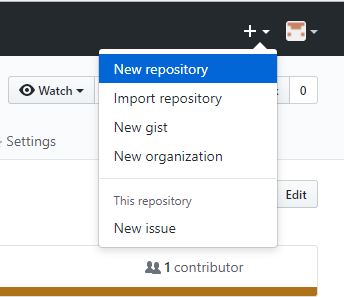 New repository
Watch
0
Import repository
New gist
Settings
New organization
This repository
Edit
New issue
1 contributor